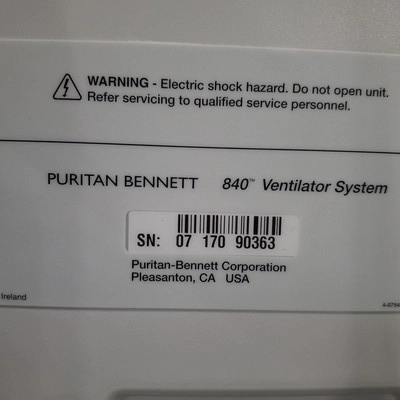 WARNING - Electric shock hazard. Do not open unit.
Refer servicing to qualified service personnel.
PURITAN BENNETT 840™ Ventilator System
SN: 07 170 90363
Puritan-Bennett Corporation
Pleasanton, CA USA
Ireland